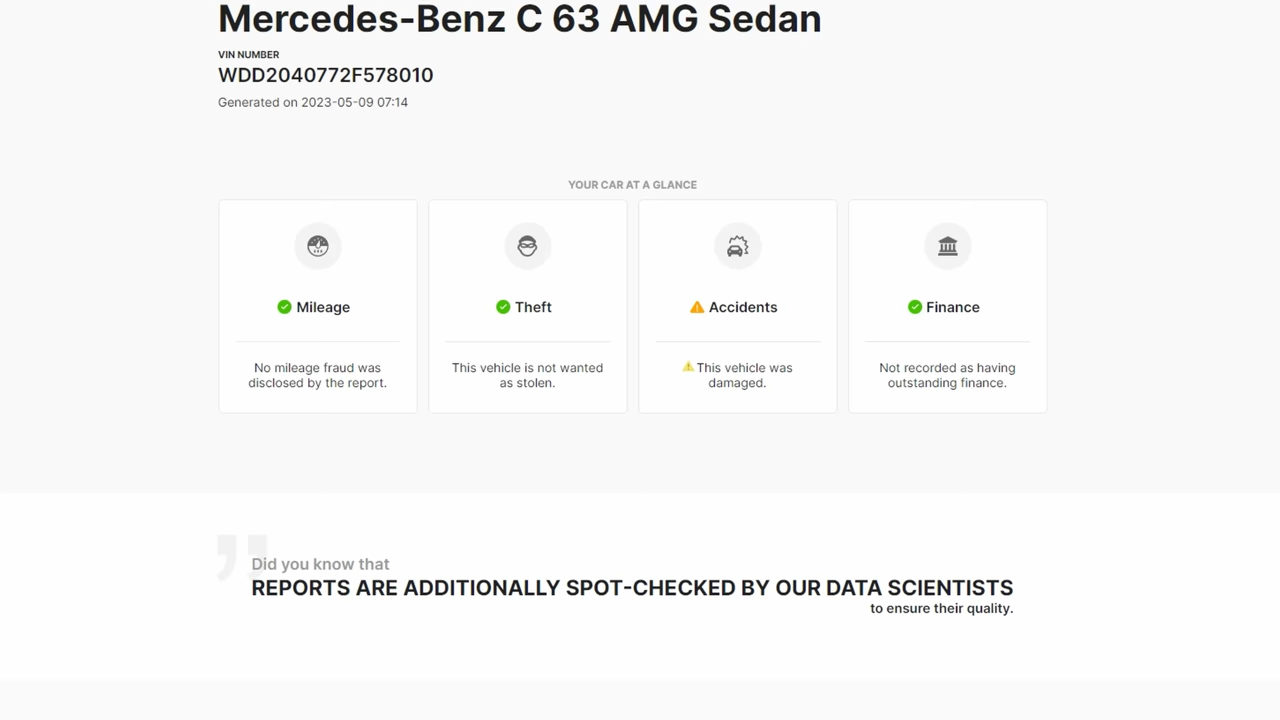 Mercedes-Benz C 63 AMG Sedan
VIN NUMBER
WDD2040772F578010
Generated on 2023-05-09 07:14
YOUR CAR AT A GLANCE
Mileage
No mileage fraud was
disclosed by the report.
Theft
This vehicle is not wanted
as stolen.
Accidents
This vehicle was
damaged.
Finance
Not recorded as having
outstanding finance.
Did you know that
REPORTS ARE ADDITIONALLY SPOT-CHECKED BY OUR DATA SCIENTISTS
to ensure their quality.